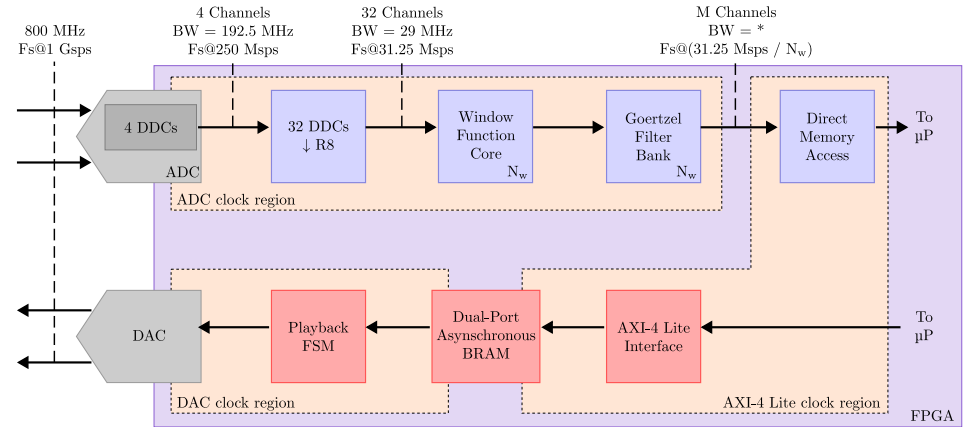 800 MHz
Fs@1 Gsps
4 Channels
BW = 192.5 MHz
Fs@250 Msps
32 Channels
BW = 29 MHz
Fs@31.25 Msps
M Channels
BW = *
Fs@(31.25 Msps / Nw)
4 DDCs
ADC
32 DDCs
↓ R8
Window
Function
Core
Nw
Goertzel
Filter
Bank
Nw
Direct
Memory
Access
To
µP
ADC clock region
DAC
Playback
FSM
Dual-Port
Asynchronous
BRAM
AXI-4 Lite
Interface
To
µP
DAC clock region
AXI-4 Lite clock region
FPGA